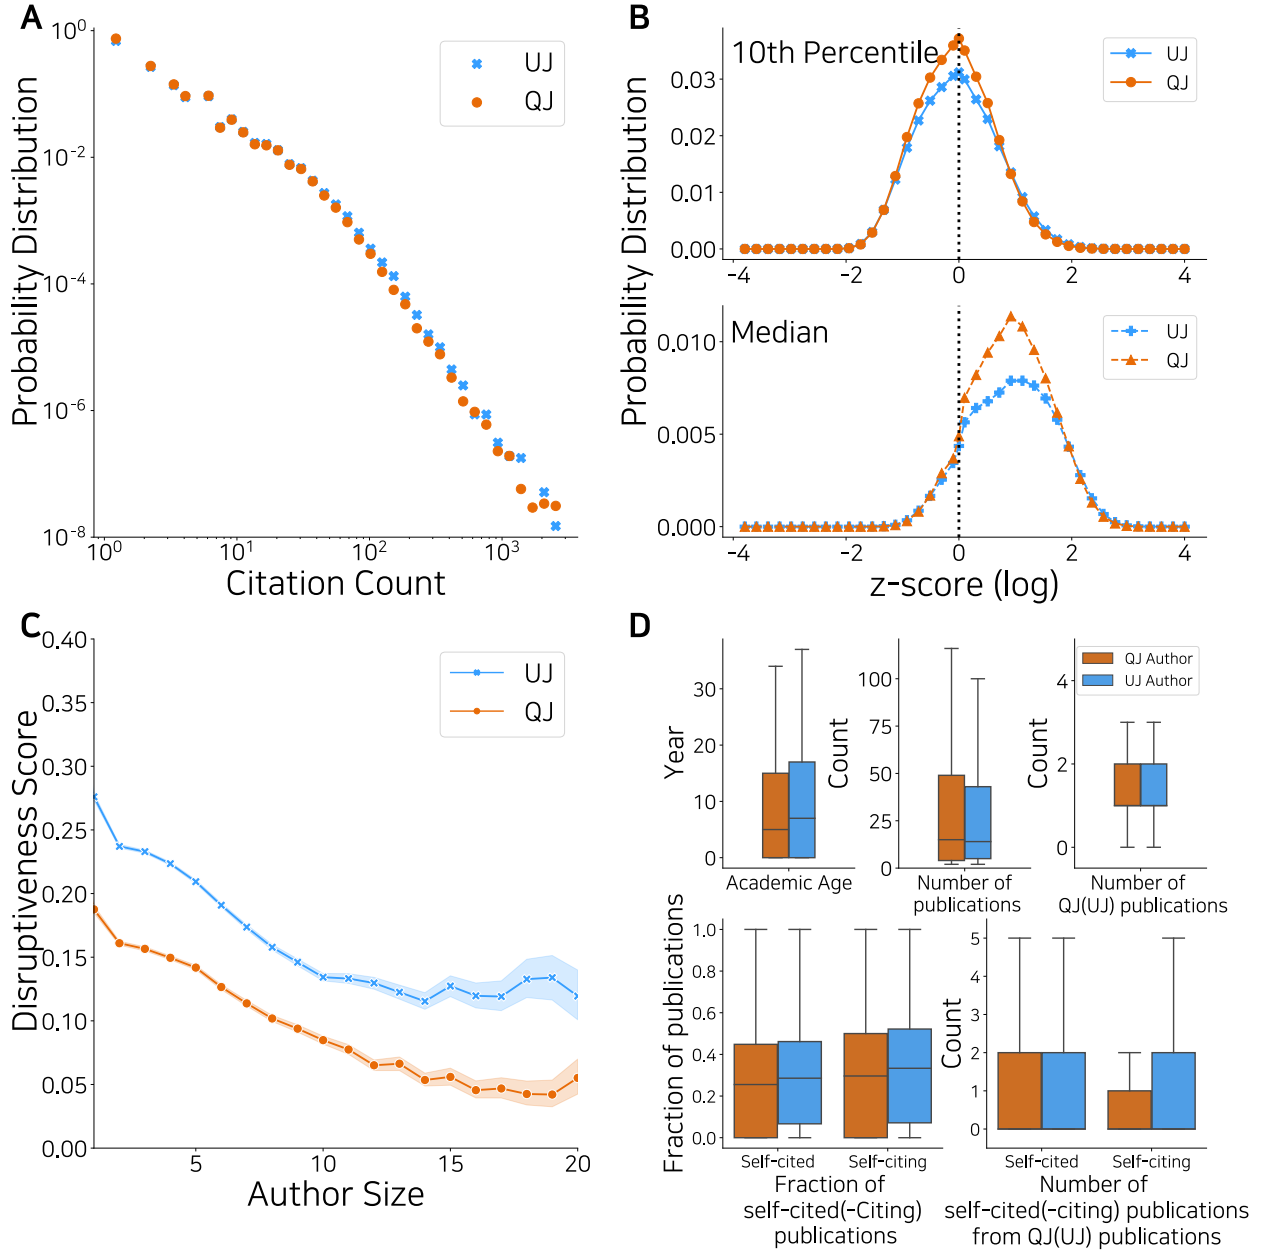 A
Probability Distribution
10^0
10^-2
10^-4
10^-6
10^-8
UJ
QJ
10^0 10^1 10^2 10^3
Citation Count
B
Probability Distribution
10th Percentile
0.03
0.02
0.01
0.00
UJ
QJ
−4 −2 0 2 4
Median
0.010
0.005
0.000
UJ
QJ
−4 −2 0 2 4
z-score (log)
C
Disruptiveness Score
0.40
0.35
0.30
0.25
0.20
0.15
0.10
0.05
0.00
UJ
QJ
5 10 15 20
Author Size
D
Year
30
20
10
0
Academic Age
Count
100
75
50
25
0
Number of
publications
Count
4
2
0
QJ Author
UJ Author
Number of
QJ(UJ) publications
Fraction of publications
1.0
0.8
0.6
0.4
0.2
0.0
Self-cited Self-citing
Fraction of
self-cited(-Citing)
publications
Count
5
4
3
2
1
0
Self-cited Self-citing
Number of
self-cited(-citing) publications
from QJ(UJ) publications